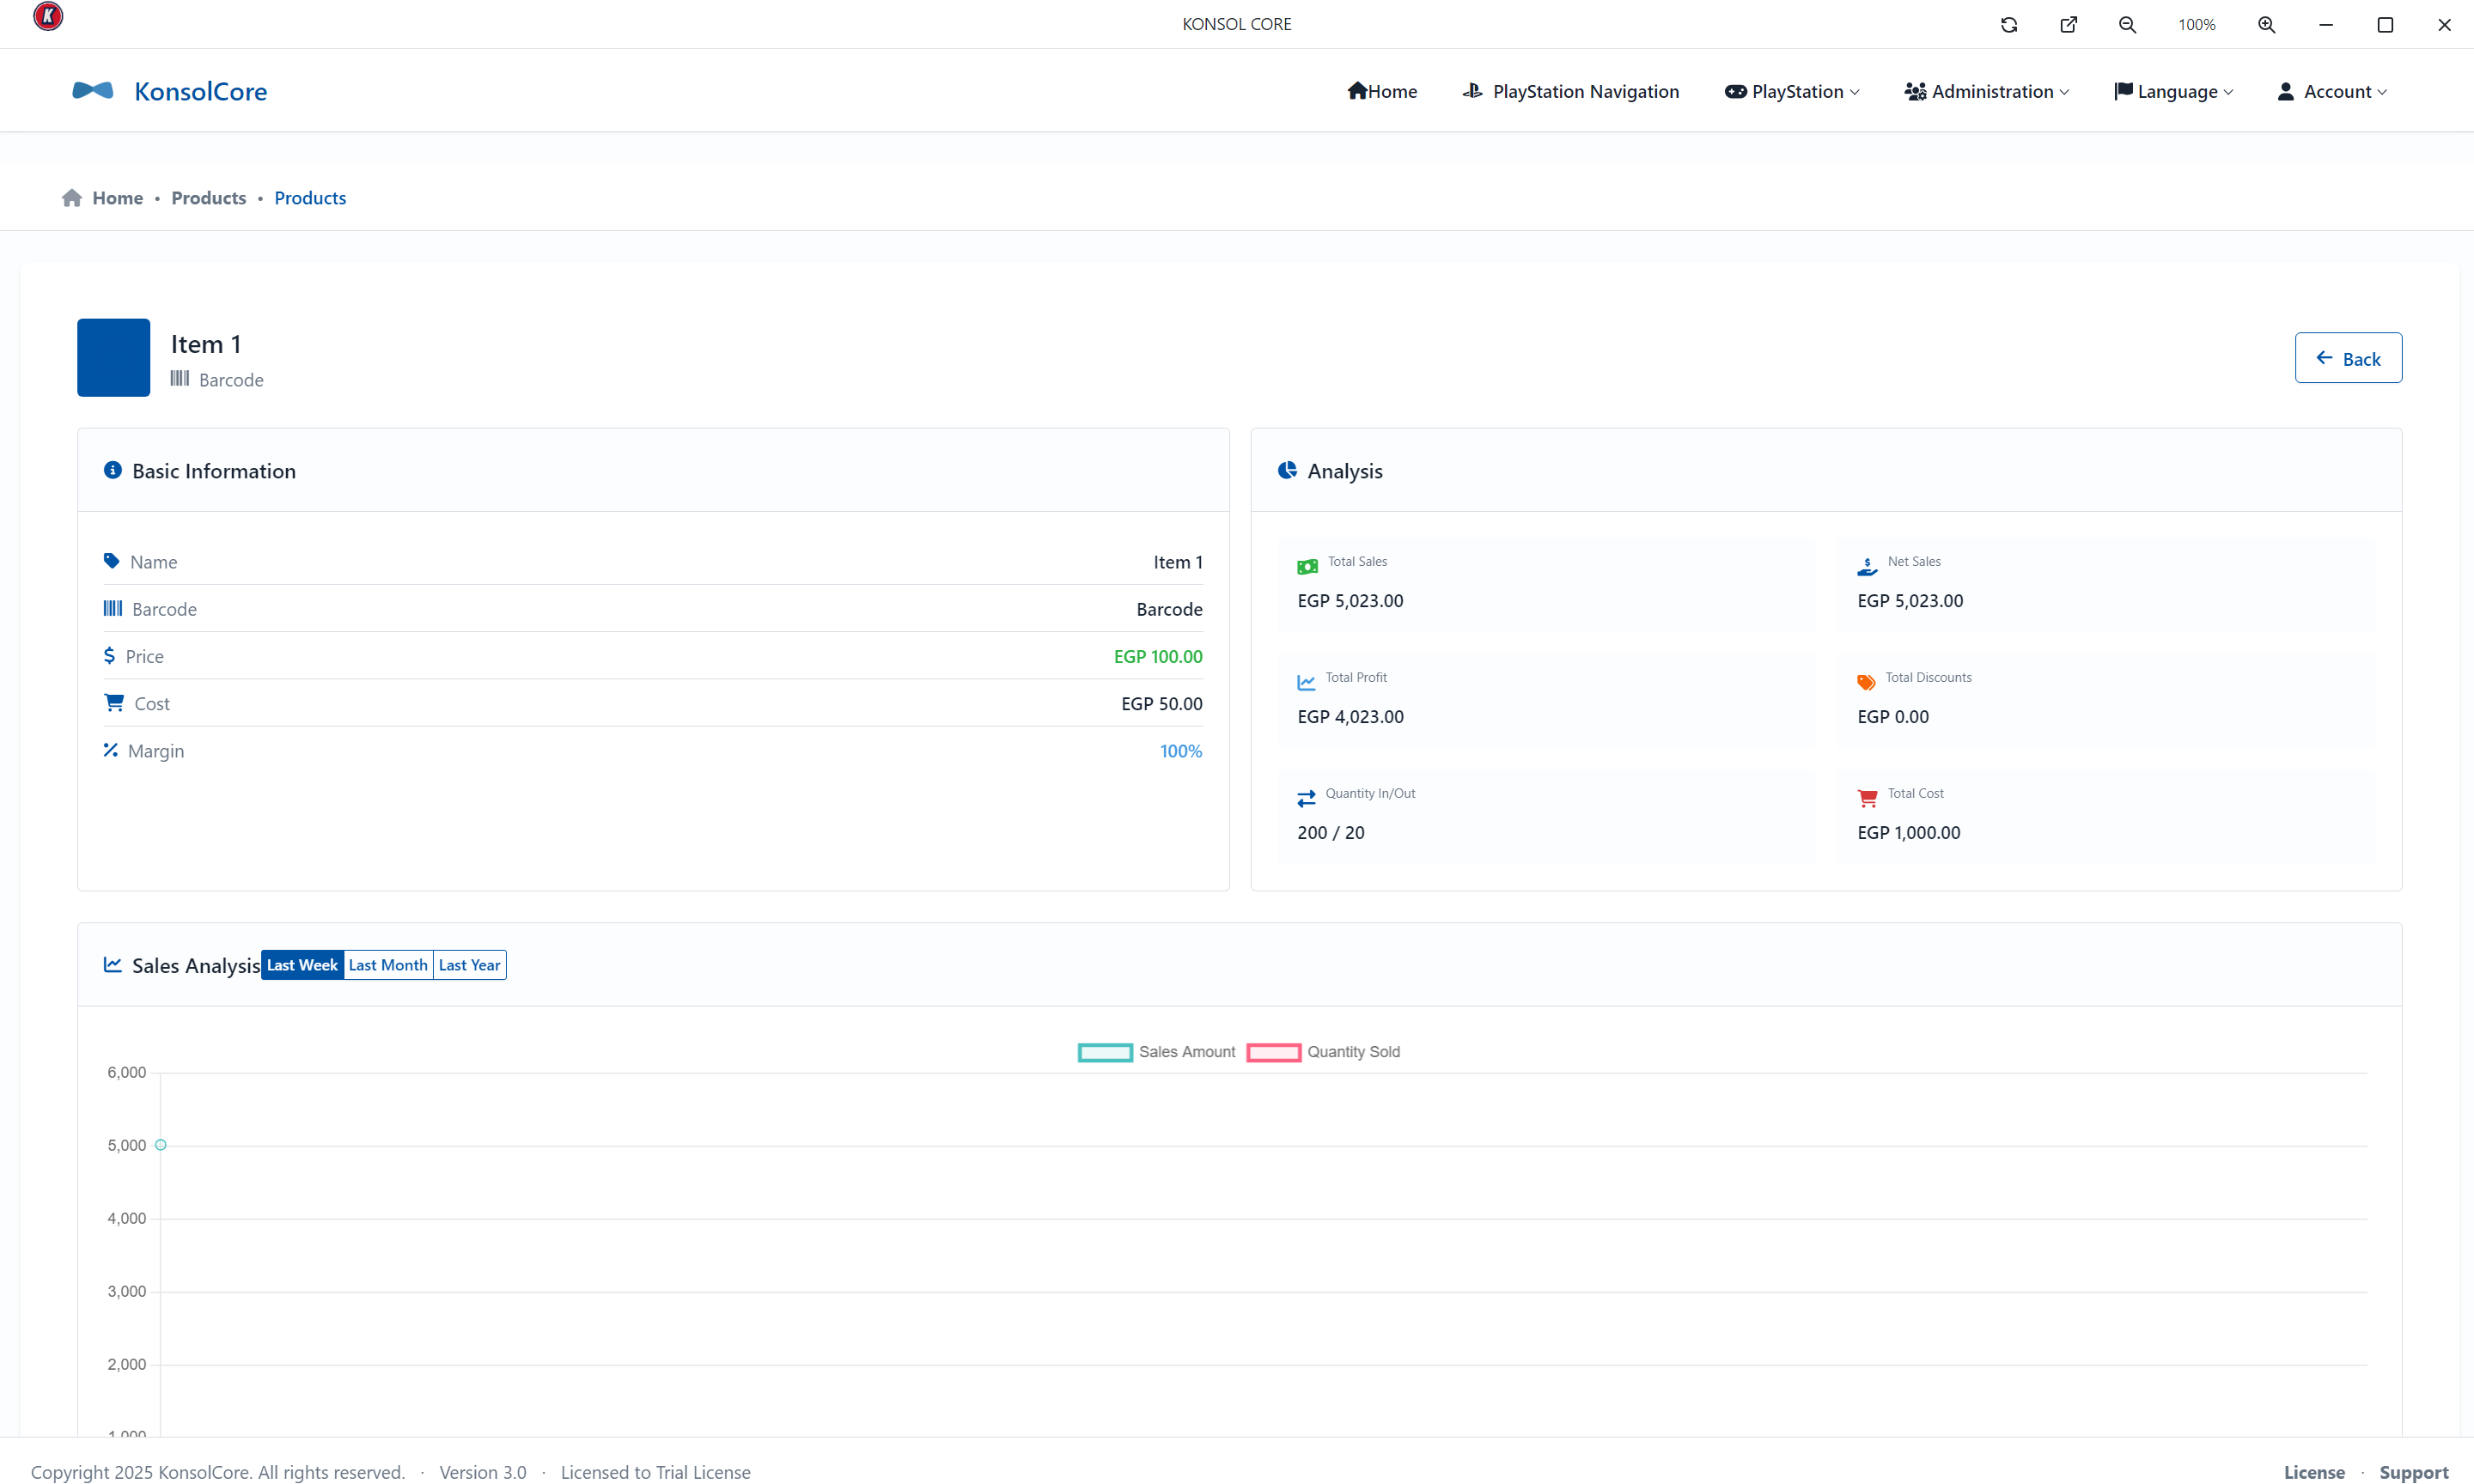 KONSOL CORE
100%
KonsolCore
Home
PlayStation Navigation
PlayStation
Administration
Language
Account
Home • Products • Products
Item 1
Barcode
Back
Basic Information
Name
Item 1
Barcode
Barcode
Price
EGP 100.00
Cost
EGP 50.00
Margin
100%
Analysis
Total Sales
EGP 5,023.00
Net Sales
EGP 5,023.00
Total Profit
EGP 4,023.00
Total Discounts
EGP 0.00
Quantity In/Out
200 / 20
Total Cost
EGP 1,000.00
Sales Analysis
Last Week
Last Month
Last Year
Sales Amount
Quantity Sold
6,000
5,000
4,000
3,000
2,000
1,000
Copyright 2025 KonsolCore. All rights reserved. · Version 3.0 · Licensed to Trial License
License · Support